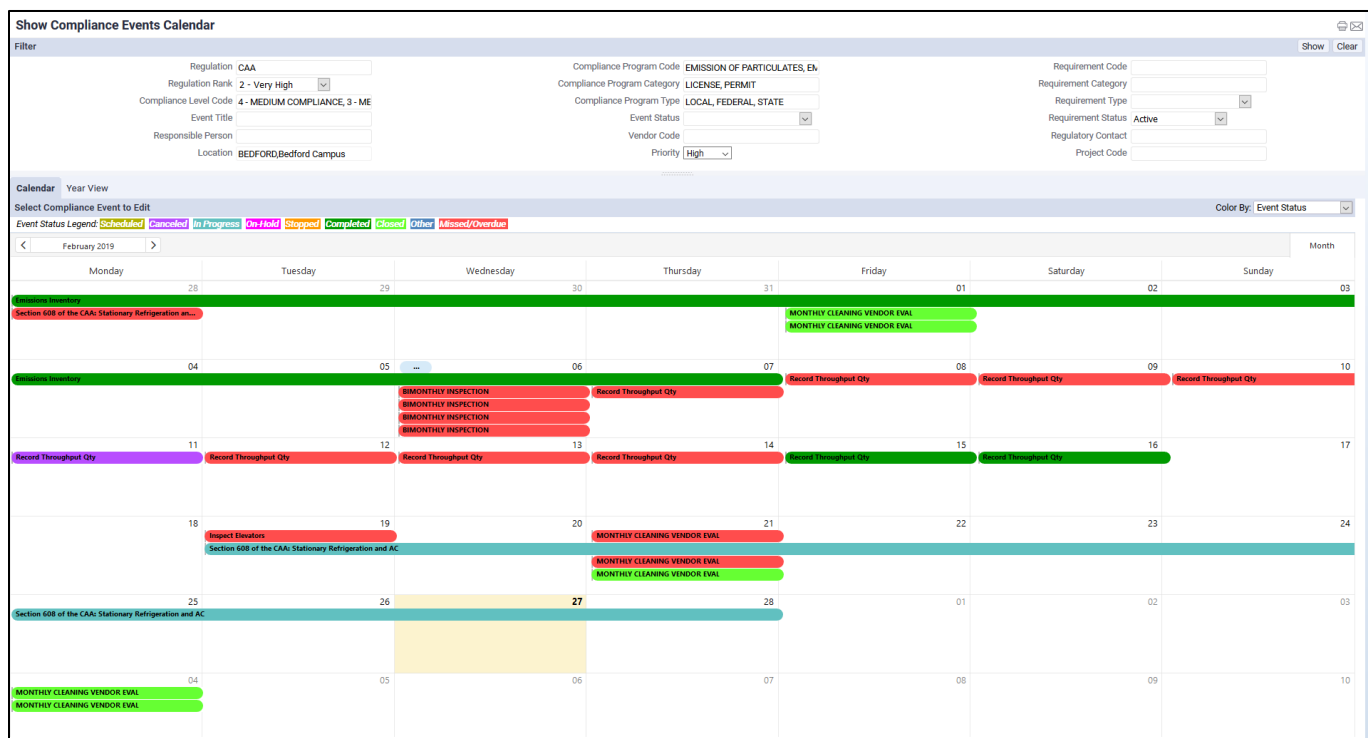 Show Compliance Events Calendar
Filter
Show Clear
Regulation CAA Compliance Program Code EMISSION OF PARTICULATES, EM Requirement Code
Regulation Rank 2 - Very High Compliance Program Category LICENSE, PERMIT Requirement Category
Compliance Level Code 4 - MEDIUM COMPLIANCE, 3 - ME Compliance Program Type LOCAL, FEDERAL, STATE Requirement Type
Event Title Event Status Requirement Status Active
Responsible Person Vendor Code Regulatory Contact
Location BEDFORD,Bedford Campus Priority High Project Code
Calendar Year View
Select Compliance Event to Edit Color By: Event Status
Event Status Legend: Scheduled Canceled In Progress On-Hold Stopped Completed Closed Other Missed/Overdue
February 2019 Month
Monday Tuesday Wednesday Thursday Friday Saturday Sunday
28 29 30 31 01 02 03
Emissions Inventory
Section 608 of the CAA: Stationary Refrigeration an... MONTHLY CLEANING VENDOR EVAL
MONTHLY CLEANING VENDOR EVAL
04 05 ... 06 07 08 09 10
Emissions Inventory Record Throughput Qty Record Throughput Qty Record Throughput Qty
BIMONTHLY INSPECTION Record Throughput Qty
BIMONTHLY INSPECTION
BIMONTHLY INSPECTION
BIMONTHLY INSPECTION
11 12 13 14 15 16 17
Record Throughput Qty Record Throughput Qty Record Throughput Qty Record Throughput Qty Record Throughput Qty Record Throughput Qty
18 19 20 21 22 23 24
Inspect Elevators MONTHLY CLEANING VENDOR EVAL
Section 608 of the CAA: Stationary Refrigeration and AC
MONTHLY CLEANING VENDOR EVAL
MONTHLY CLEANING VENDOR EVAL
25 26 27 28 01 02 03
Section 608 of the CAA: Stationary Refrigeration and AC
04 05 06 07 08 09 10
MONTHLY CLEANING VENDOR EVAL
MONTHLY CLEANING VENDOR EVAL